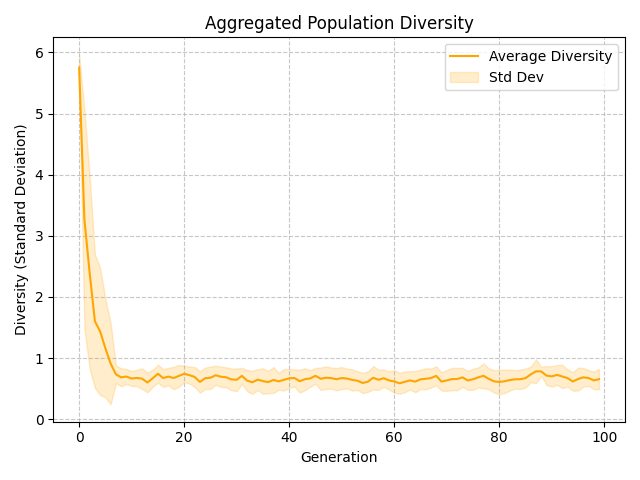 Aggregated Population Diversity
Average Diversity
Std Dev
Diversity (Standard Deviation)
6
5
4
3
2
1
0
0 20 40 60 80 100
Generation